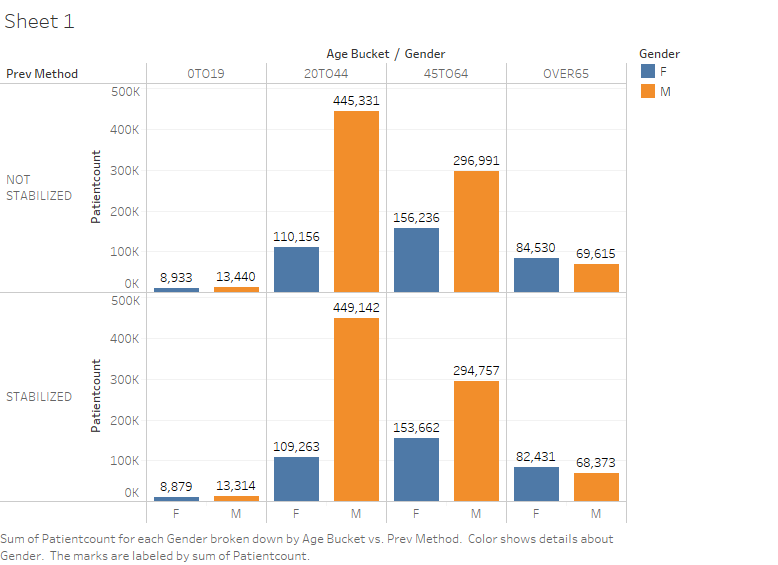 Sheet 1
Age Bucket / Gender
Prev Method
0TO19
20TO44
45TO64
OVER65
Gender
F
M
NOT
STABILIZED
Patientcount
500K
400K
300K
200K
100K
0K
8,933
13,440
110,156
445,331
156,236
296,991
84,530
69,615
STABILIZED
Patientcount
500K
400K
300K
200K
100K
0K
8,879
13,314
109,263
449,142
153,662
294,757
82,431
68,373
F
M
F
M
F
M
F
M
Sum of Patientcount for each Gender broken down by Age Bucket vs. Prev Method. Color shows details about
Gender. The marks are labeled by sum of Patientcount.